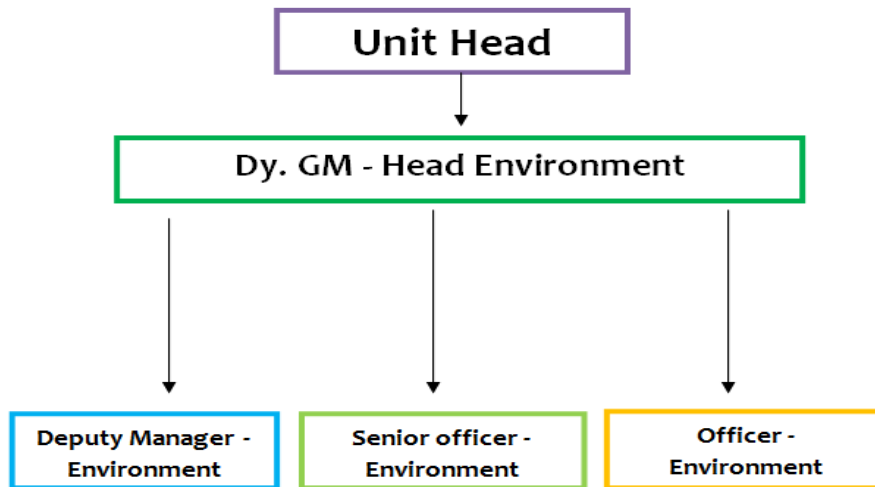 Unit Head
Dy. GM - Head Environment
Deputy Manager -
Environment
Senior officer -
Environment
Officer -
Environment